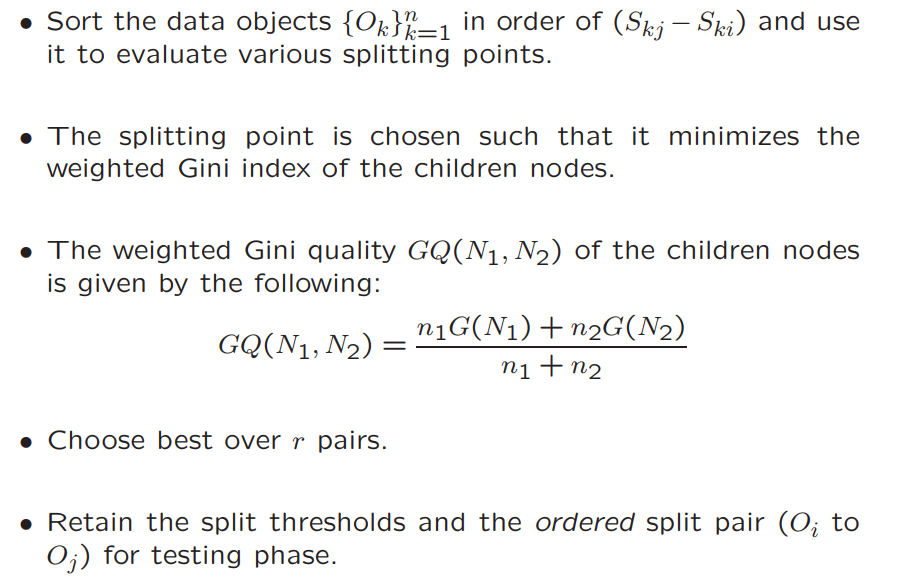 • Sort the data objects {O_k}_{k=1}^n in order of (S_{kj} − S_{ki}) and use
it to evaluate various splitting points.
• The splitting point is chosen such that it minimizes the
weighted Gini index of the children nodes.
• The weighted Gini quality GQ(N_1, N_2) of the children nodes
is given by the following:
GQ(N_1, N_2) = \frac{n_1G(N_1) + n_2G(N_2)}{n_1 + n_2}
• Choose best over r pairs.
• Retain the split thresholds and the ordered split pair (O_i to
O_j) for testing phase.